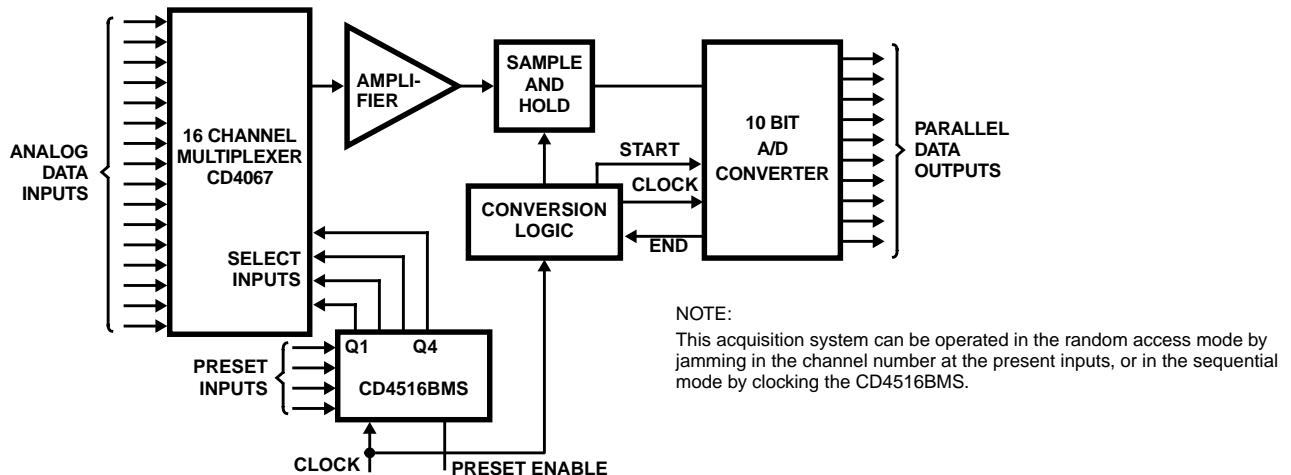 ANALOG
DATA
INPUTS
16 CHANNEL
MULTIPLEXER
CD4067
SELECT
INPUTS
AMPLI-
FIER
SAMPLE
AND
HOLD
START
CLOCK
CONVERSION
LOGIC
END
10 BIT
A/D
CONVERTER
PARALLEL
DATA
OUTPUTS
PRESET
INPUTS
Q1 Q4
CD4516BMS
CLOCK
PRESET ENABLE
NOTE:
This acquisition system can be operated in the random access mode by
jamming in the channel number at the present inputs, or in the sequential
mode by clocking the CD4516BMS.